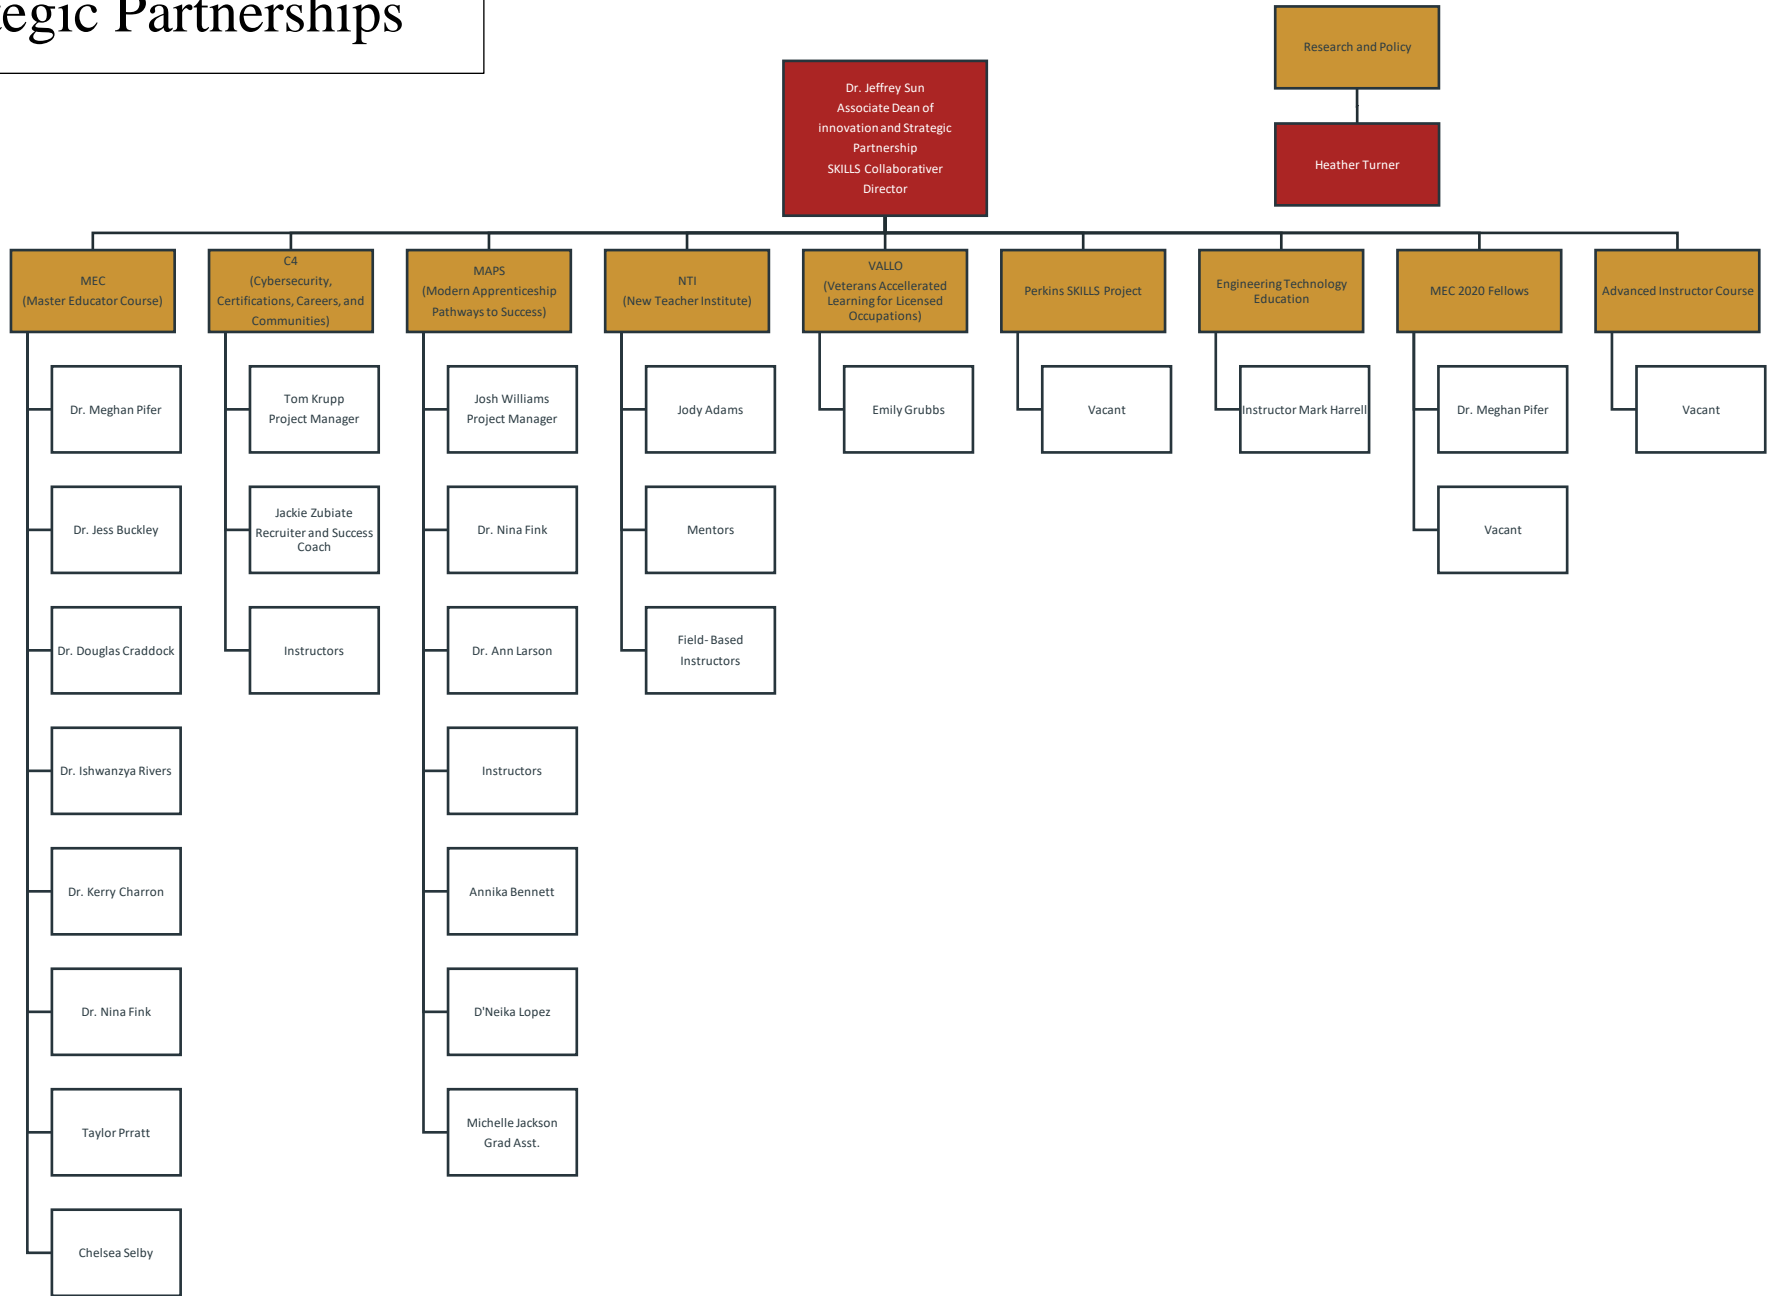 tegic Partnerships
Research and Policy
Heather Turner
Dr. Jeffrey Sun
Associate Dean of
innovation and Strategic
Partnership
SKILLS Collaborativer
Director
MEC
(Master Educator Course)
Dr. Meghan Pifer
Dr. Jess Buckley
Dr. Douglas Craddock
Dr. Ishwanzya Rivers
Dr. Kerry Charron
Dr. Nina Fink
Taylor Prratt
Chelsea Selby
C4
(Cybersecurity,
Certifications, Careers, and
Communities)
Tom Krupp
Project Manager
Jackie Zubiate
Recruiter and Success
Coach
Instructors
MAPS
(Modern Apprenticeship
Pathways to Success)
Josh Williams
Project Manager
Dr. Nina Fink
Dr. Ann Larson
Instructors
Annika Bennett
D'Neika Lopez
Michelle Jackson
Grad Asst.
NTI
(New Teacher Institute)
Jody Adams
Mentors
Field- Based
Instructors
VALLO
(Veterans Accellerated
Learning for Licensed
Occupations)
Emily Grubbs
Perkins SKILLS Project
Vacant
Engineering Technology
Education
Instructor Mark Harrell
MEC 2020 Fellows
Dr. Meghan Pifer
Vacant
Advanced Instructor Course
Vacant